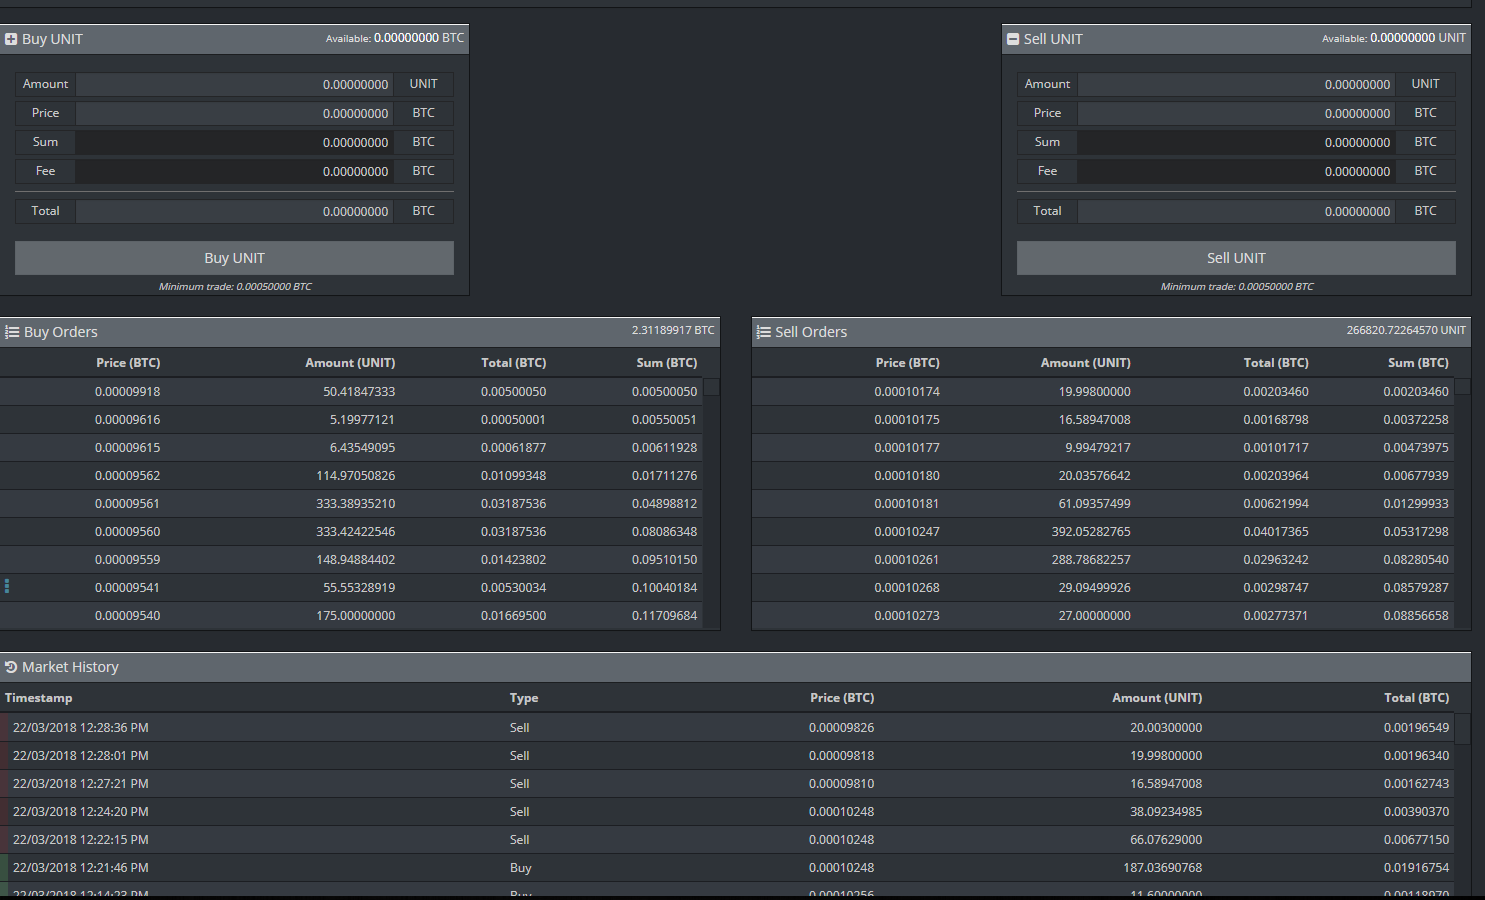 Buy UNIT Available: 0.00000000 BTC
Amount 0.00000000 UNIT
Price 0.00000000 BTC
Sum 0.00000000 BTC
Fee 0.00000000 BTC
Total 0.00000000 BTC
Buy UNIT
Minimum trade: 0.00050000 BTC
Sell UNIT Available: 0.00000000 UNIT
Amount 0.00000000 UNIT
Price 0.00000000 BTC
Sum 0.00000000 BTC
Fee 0.00000000 BTC
Total 0.00000000 BTC
Sell UNIT
Minimum trade: 0.00050000 BTC
Buy Orders 2.31189917 BTC
Price (BTC) Amount (UNIT) Total (BTC) Sum (BTC)
0.00009918 50.41847333 0.00500050 0.00500050
0.00009616 5.19977121 0.00050001 0.00550051
0.00009615 6.43549095 0.00061877 0.00611928
0.00009562 114.97050826 0.01099348 0.01711276
0.00009561 333.38935210 0.03187536 0.04898812
0.00009560 333.42422546 0.03187536 0.08086348
0.00009559 148.94884402 0.01423802 0.09510150
0.00009541 55.55328919 0.00530034 0.10040184
0.00009540 175.00000000 0.01669500 0.11709684
Sell Orders 266820.72264570 UNIT
Price (BTC) Amount (UNIT) Total (BTC) Sum (BTC)
0.00010174 19.99800000 0.00203460 0.00203460
0.00010175 16.58947008 0.00168798 0.00372258
0.00010177 9.99479217 0.00101717 0.00473975
0.00010180 20.03576642 0.00203964 0.00677939
0.00010181 61.09357499 0.00621994 0.01299933
0.00010247 392.05282765 0.04017365 0.05317298
0.00010261 288.78682257 0.02963242 0.08280540
0.00010268 29.09499926 0.00298747 0.08579287
0.00010273 27.00000000 0.00277371 0.08856658
Market History
Timestamp Type Price (BTC) Amount (UNIT) Total (BTC)
22/03/2018 12:28:36 PM Sell 0.00009826 20.00300000 0.00196549
22/03/2018 12:28:01 PM Sell 0.00009818 19.99800000 0.00196340
22/03/2018 12:27:21 PM Sell 0.00009810 16.58947008 0.00162743
22/03/2018 12:24:20 PM Sell 0.00010248 38.09234985 0.00390370
22/03/2018 12:22:15 PM Sell 0.00010248 66.07629000 0.00677150
22/03/2018 12:21:46 PM Buy 0.00010248 187.03690768 0.01916754
22/03/2018 12:14:23 PM Buy 0.00010256 11.60000000 0.00118970